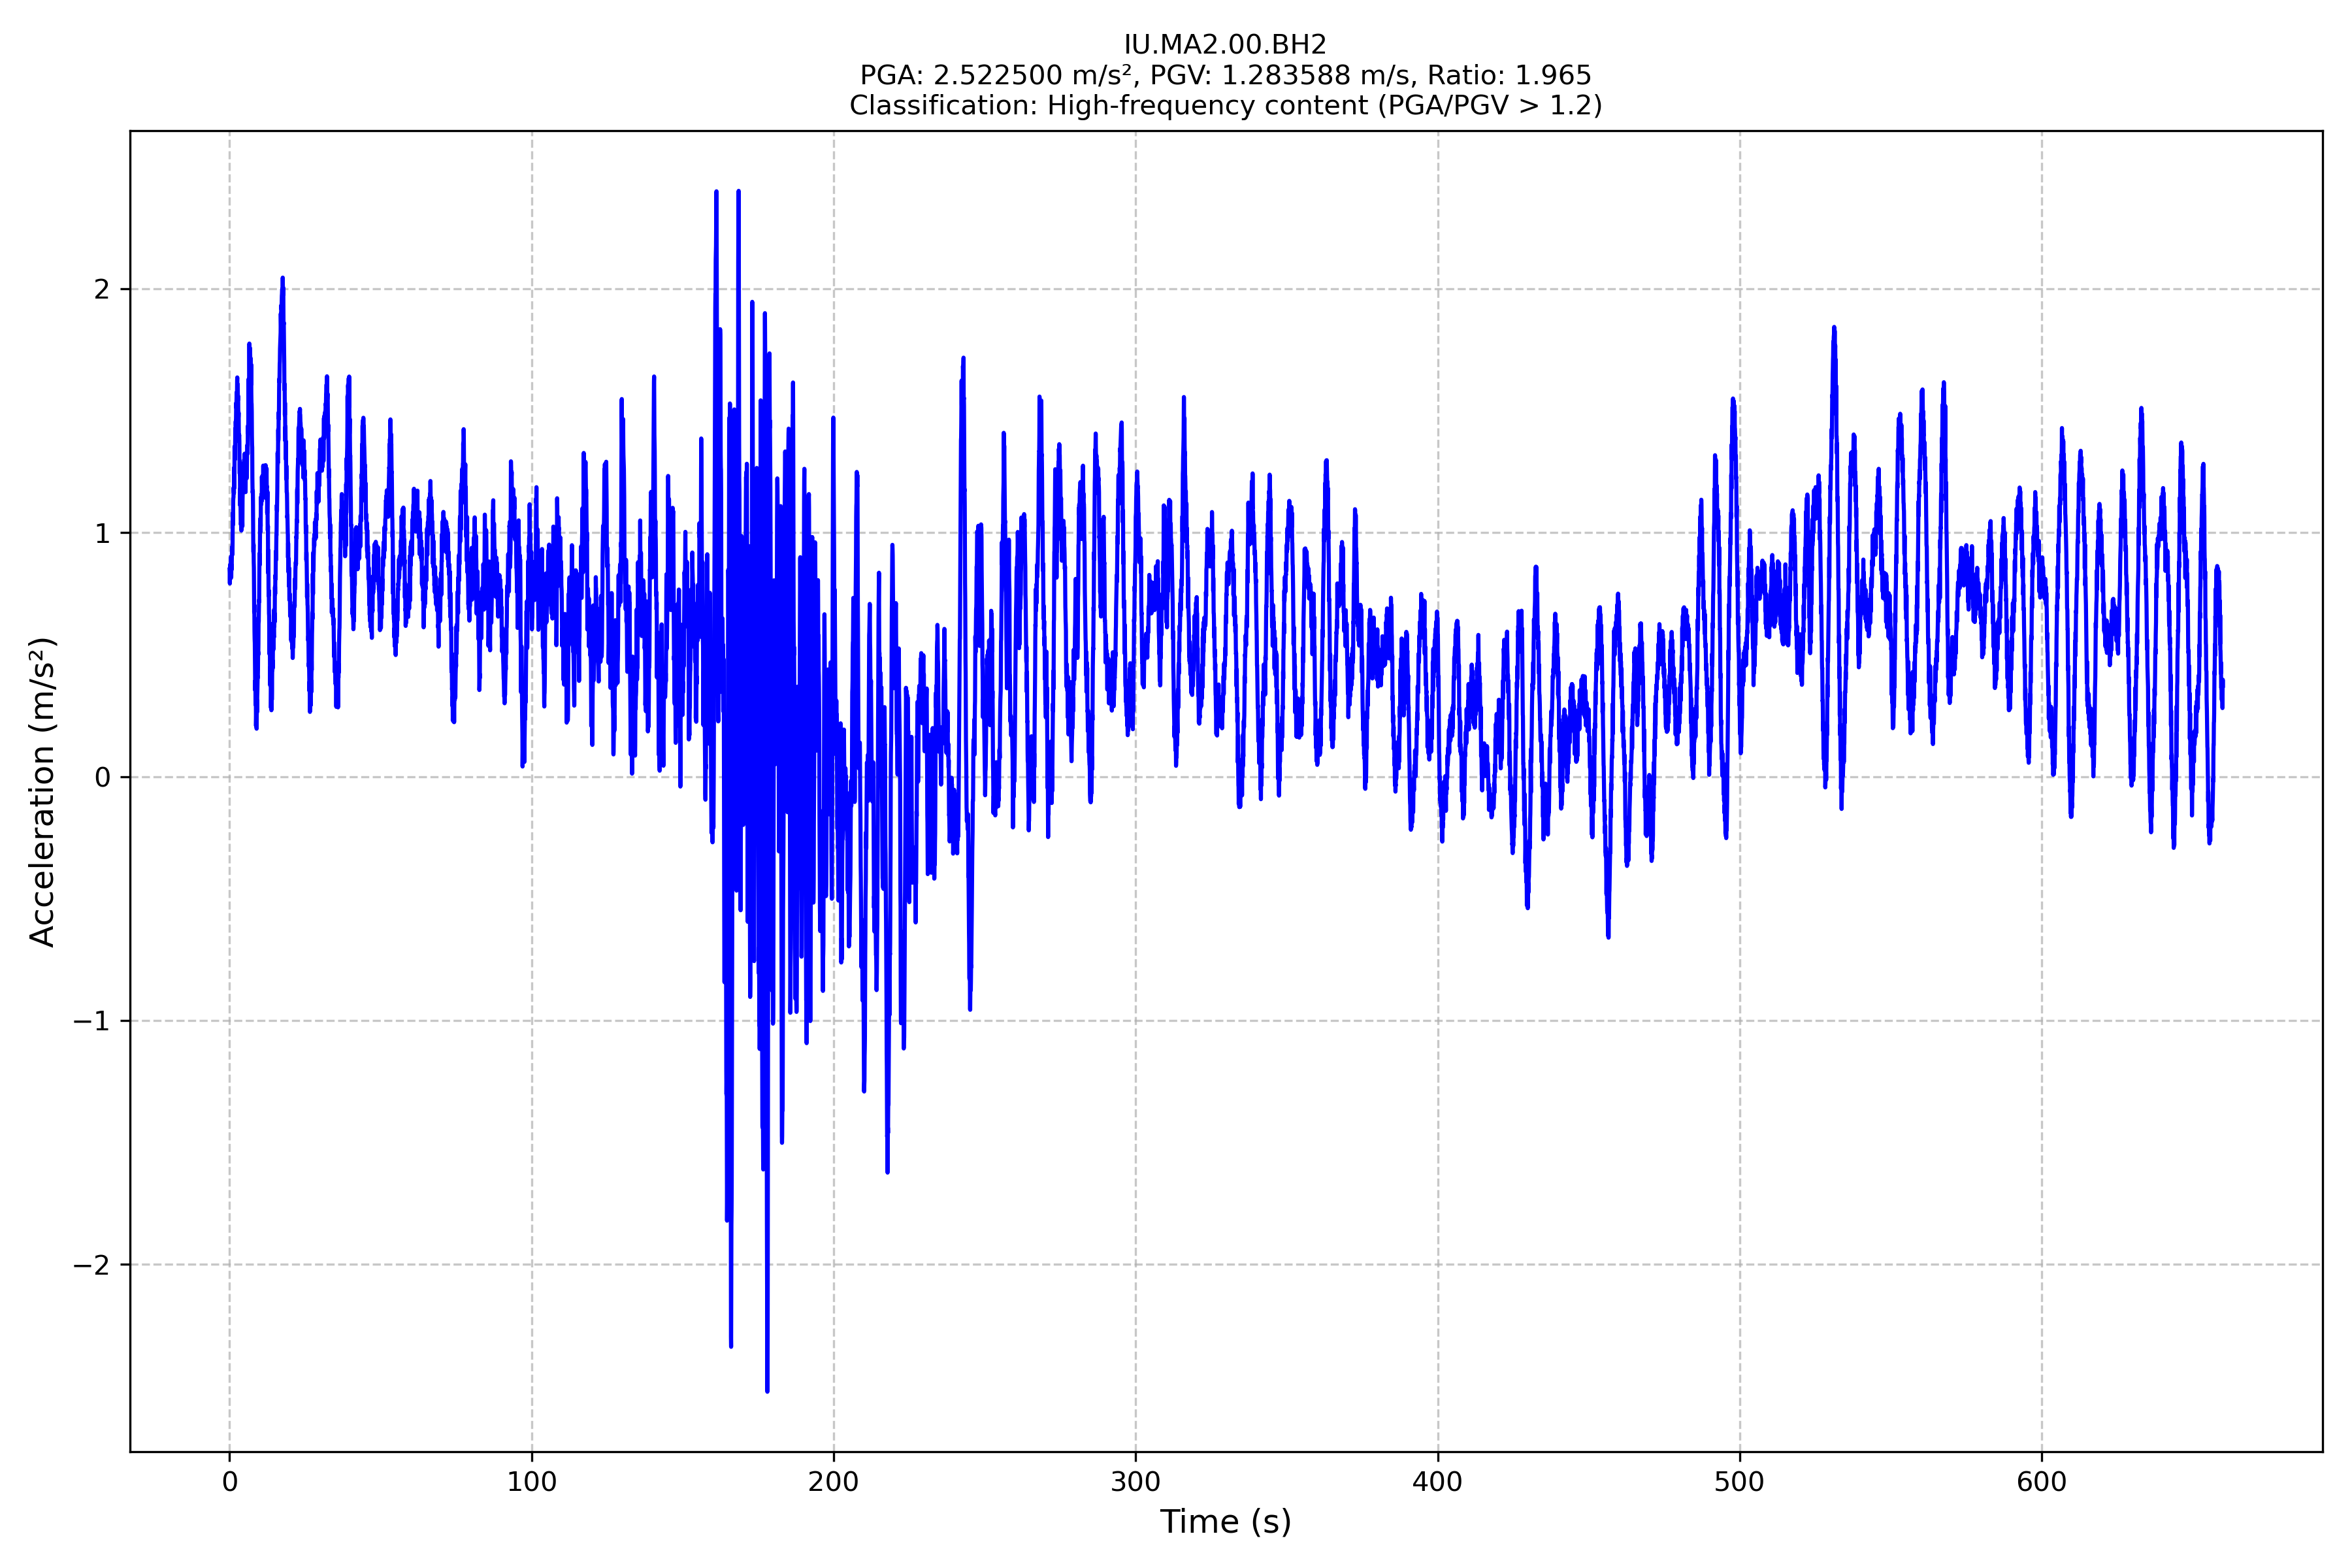 IU.MA2.00.BH2
PGA: 2.522500 m/s², PGV: 1.283588 m/s, Ratio: 1.965
Classification: High-frequency content (PGA/PGV > 1.2)
Acceleration (m/s²)
2
1
0
−1
−2
0 100 200 300 400 500 600
Time (s)